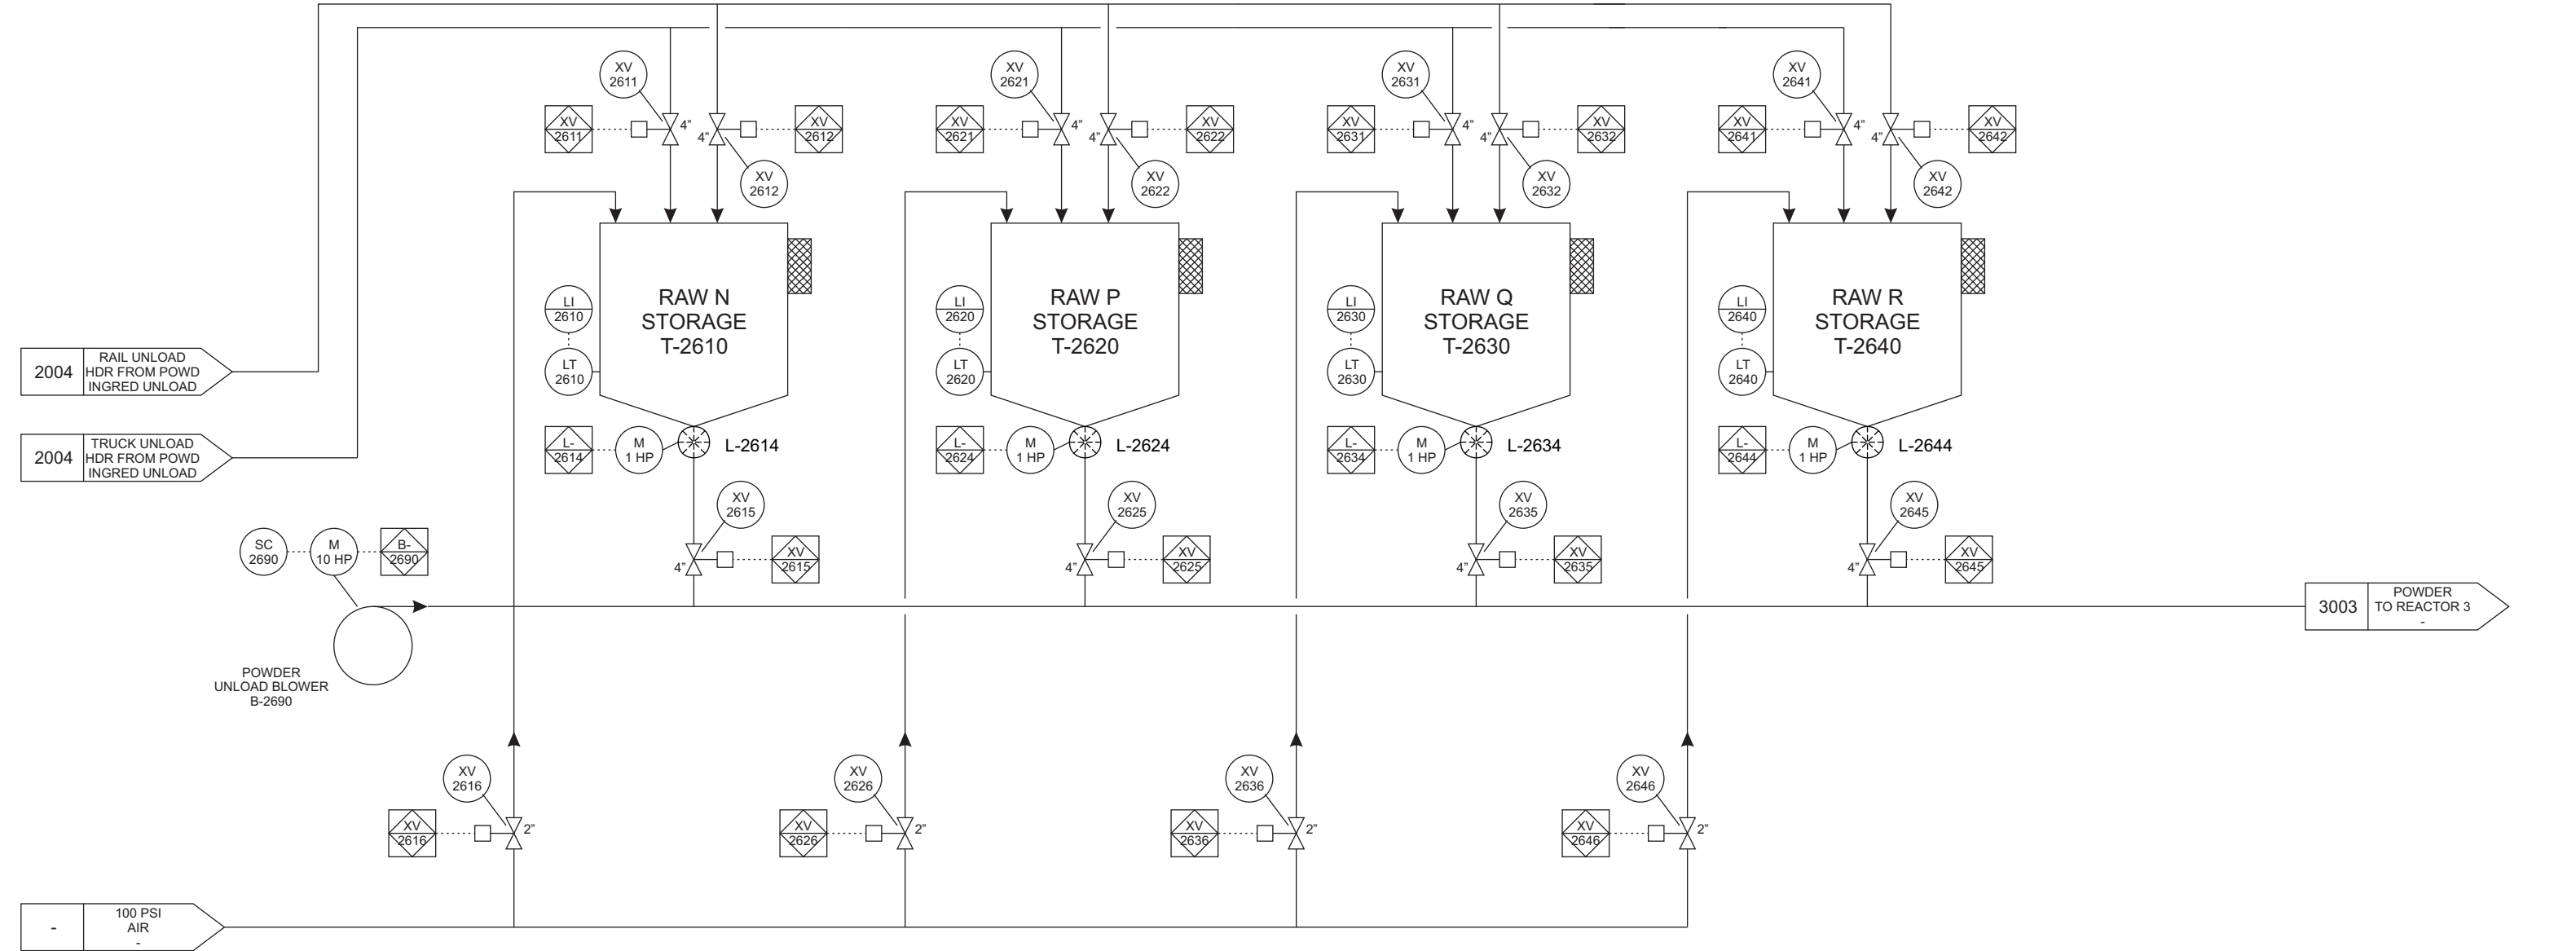 XV
2611
XV
2621
XV
2631
XV
2641
XV
2611
4"
4"
XV
2612
XV
2621
4"
4"
XV
2622
XV
2631
4"
4"
XV
2632
XV
2641
4"
4"
XV
2642
XV
2612
XV
2622
XV
2632
XV
2642
LI
2610
RAW N
STORAGE
T-2610
LI
2620
RAW P
STORAGE
T-2620
LI
2630
RAW Q
STORAGE
T-2630
LI
2640
RAW R
STORAGE
T-2640
2004
RAIL UNLOAD
HDR FROM POWD
INGRED UNLOAD
LT
2610
LT
2620
LT
2630
LT
2640
2004
TRUCK UNLOAD
HDR FROM POWD
INGRED UNLOAD
L-
2614
M
1 HP
L-2614
L-
2624
M
1 HP
L-2624
L-
2634
M
1 HP
L-2634
L-
2644
M
1 HP
L-2644
XV
2615
XV
2625
XV
2635
XV
2645
SC
2690
M
10 HP
B-
2690
4"
XV
2615
4"
XV
2625
4"
XV
2635
4"
XV
2645
3003
POWDER
TO REACTOR 3
-
POWDER
UNLOAD BLOWER
B-2690
XV
2616
XV
2626
XV
2636
XV
2646
XV
2616
2"
XV
2626
2"
XV
2636
2"
XV
2646
2"
-
100 PSI
AIR
-